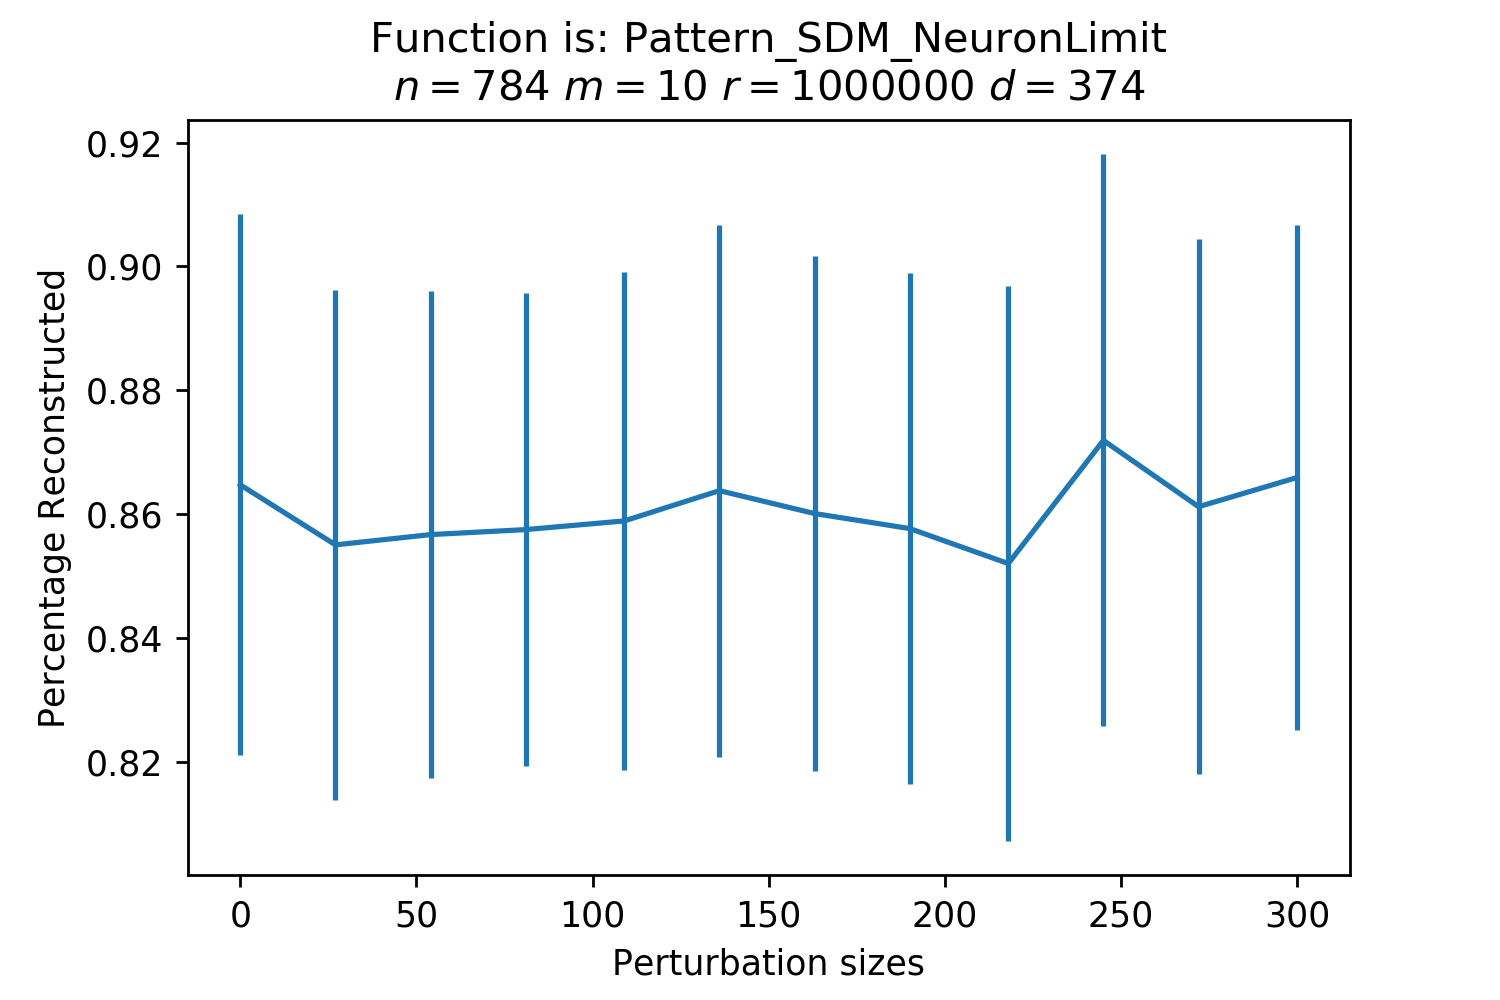 Function is: Pattern_SDM_NeuronLimit
n = 784 m = 10 r = 1000000 d = 374
0.92
0.90
0.88
0.86
0.84
0.82
Percentage Reconstructed
0 50 100 150 200 250 300
Perturbation sizes